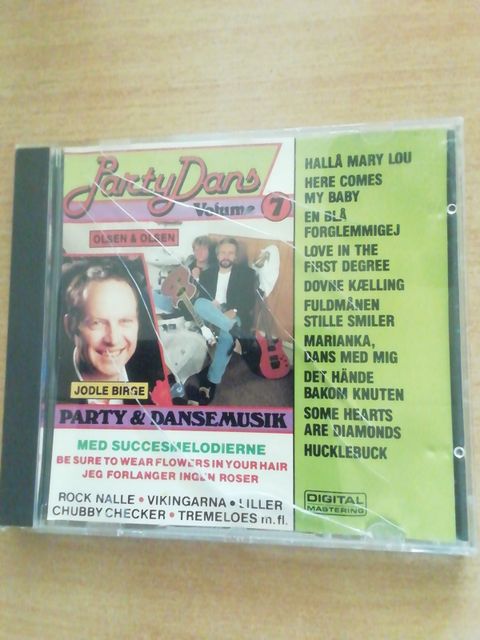 Party Dans
Volume 7
OLSEN & OLSEN
JODLE BIRGE
PARTY & DANSEMUSIK
MED SUCCESMELODIERNE
BE SURE TO WEAR FLOWERS IN YOUR HAIR
JEG FORLANGER INGEN ROSER
ROCK NALLE • VIKINGARNA • LILLER
CHUBBY CHECKER • TREMELOES m.fl.
HALLÅ MARY LOU
HERE COMES
MY BABY
EN BLÅ
FORGLEMMIGEJ
LOVE IN THE
FIRST DEGREE
DOVNE KÆLLING
FULDMÅNEN
STILLE SMILER
MARIANKA,
DANS MED MIG
DET HÄNDE
BAKOM KNUTEN
SOME HEARTS
ARE DIAMONDS
HUCKLEBUCK
DIGITAL
MASTERING